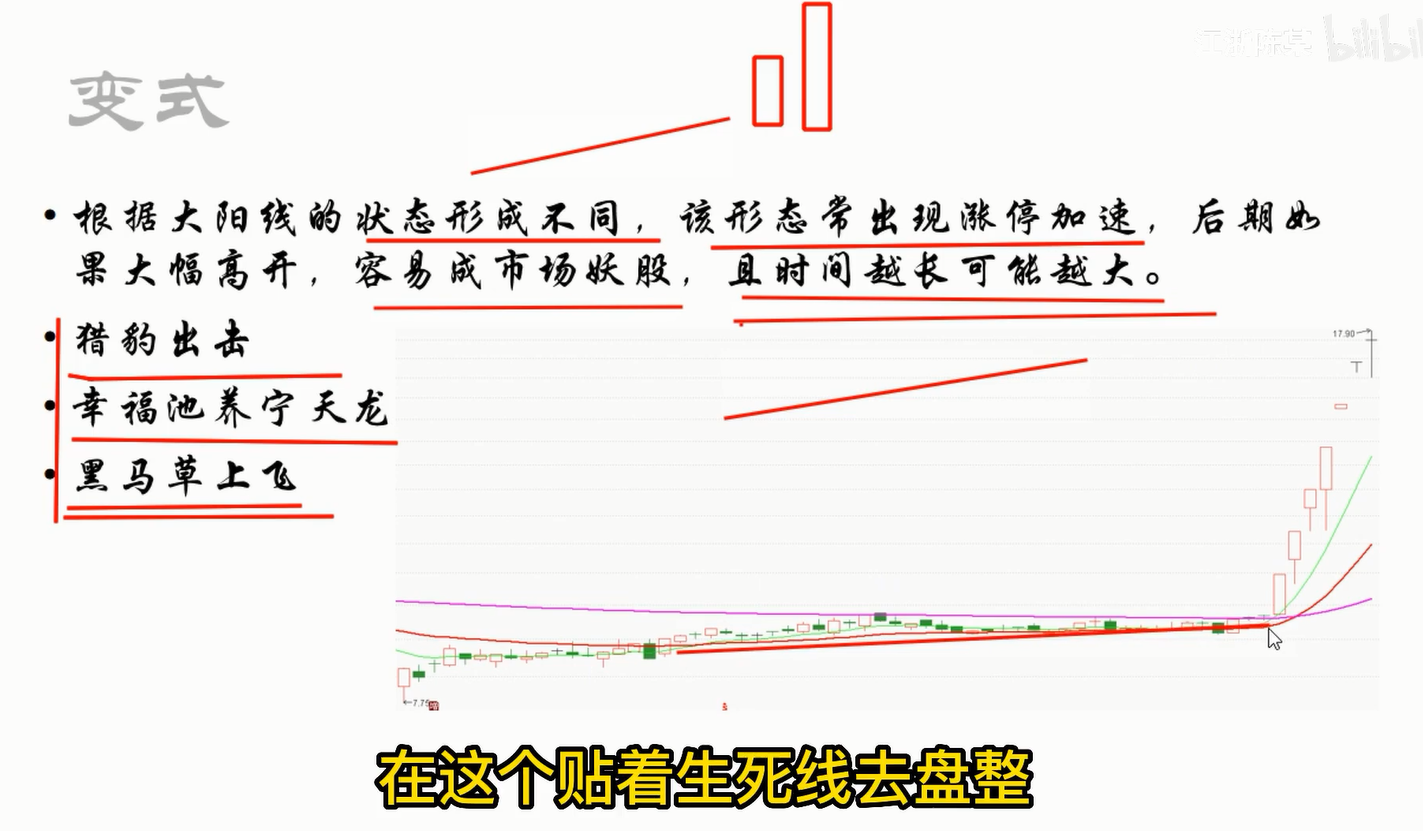 变式
• 根据大阳线的状态形成不同，该形态常出现涨停加速，后期如
果大幅高开，容易成市场妖股，且时间越长可能越大。
• 猎豹出击
• 幸福池养宁天龙
• 黑马草上飞
17.90
7.75
在这个贴着生死线去盘整
bilibil